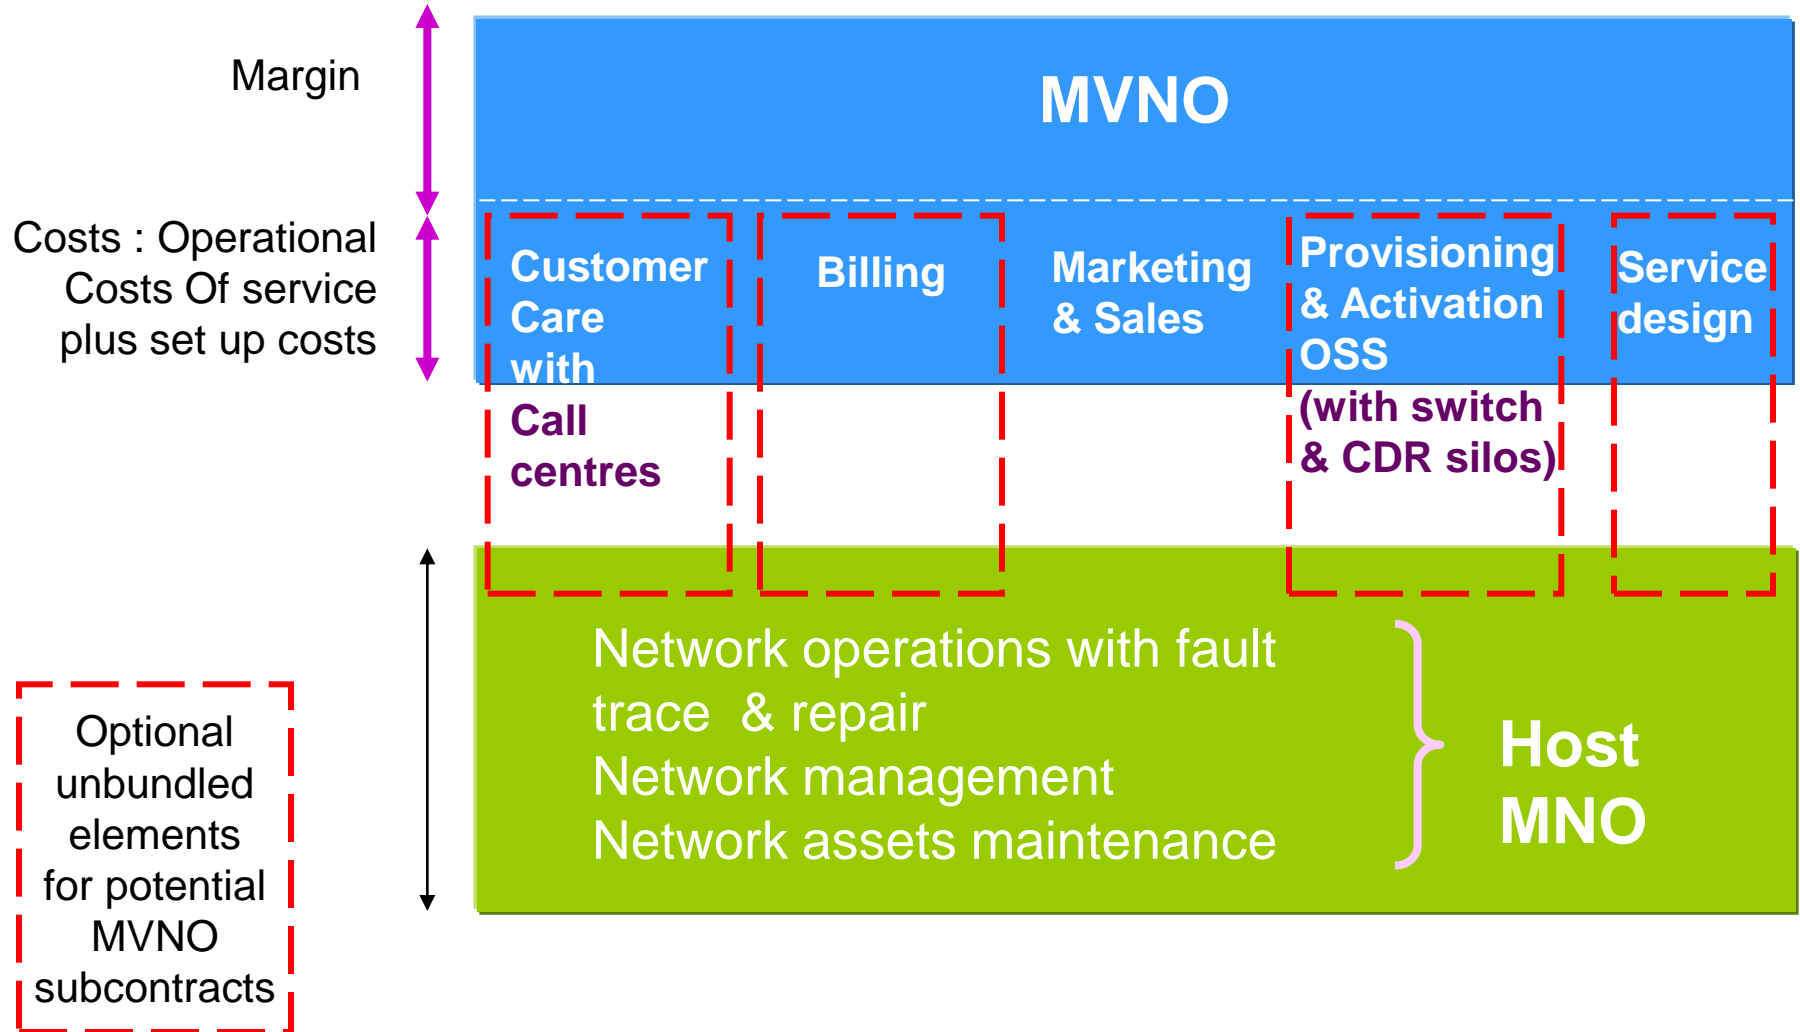 Margin
MVNO
Costs : Operational
Costs Of service
plus set up costs
Customer
Care
with
Call
centres
Billing
Marketing
& Sales
Provisioning
& Activation
OSS
(with switch
& CDR silos)
Service
design
Network operations with fault
trace & repair
Network management
Network assets maintenance
Host
MNO
Optional
unbundled
elements
for potential
MVNO
subcontracts